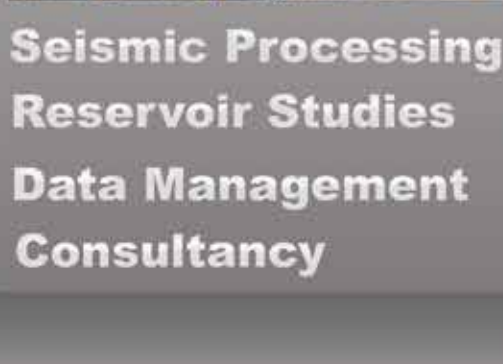 Seismic Processing
Reservoir Studies
Data Management
Consultancy